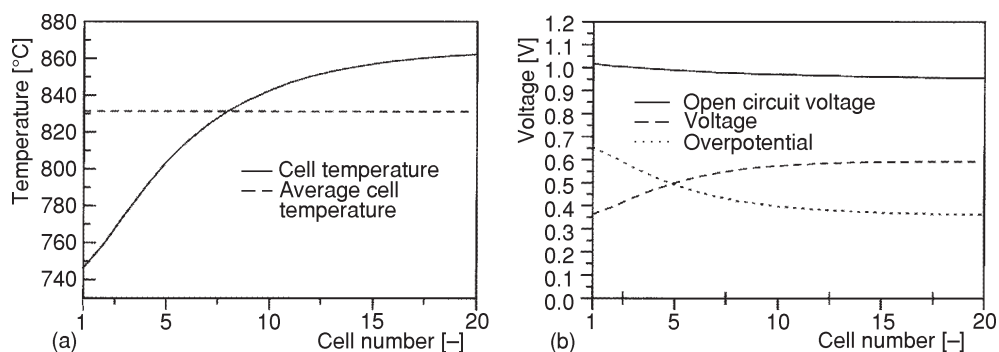 880
860
840
820
800
780
760
740
Temperature [°C]
Cell temperature
Average cell
temperature
1
5
10
15
20
(a)
Cell number [–]
1.2
1.1
1.0
0.9
0.8
0.7
0.6
0.5
0.4
0.3
0.2
0.1
0.0
Voltage [V]
Open circuit voltage
Voltage
Overpotential
1
5
10
15
20
(b)
Cell number [–]